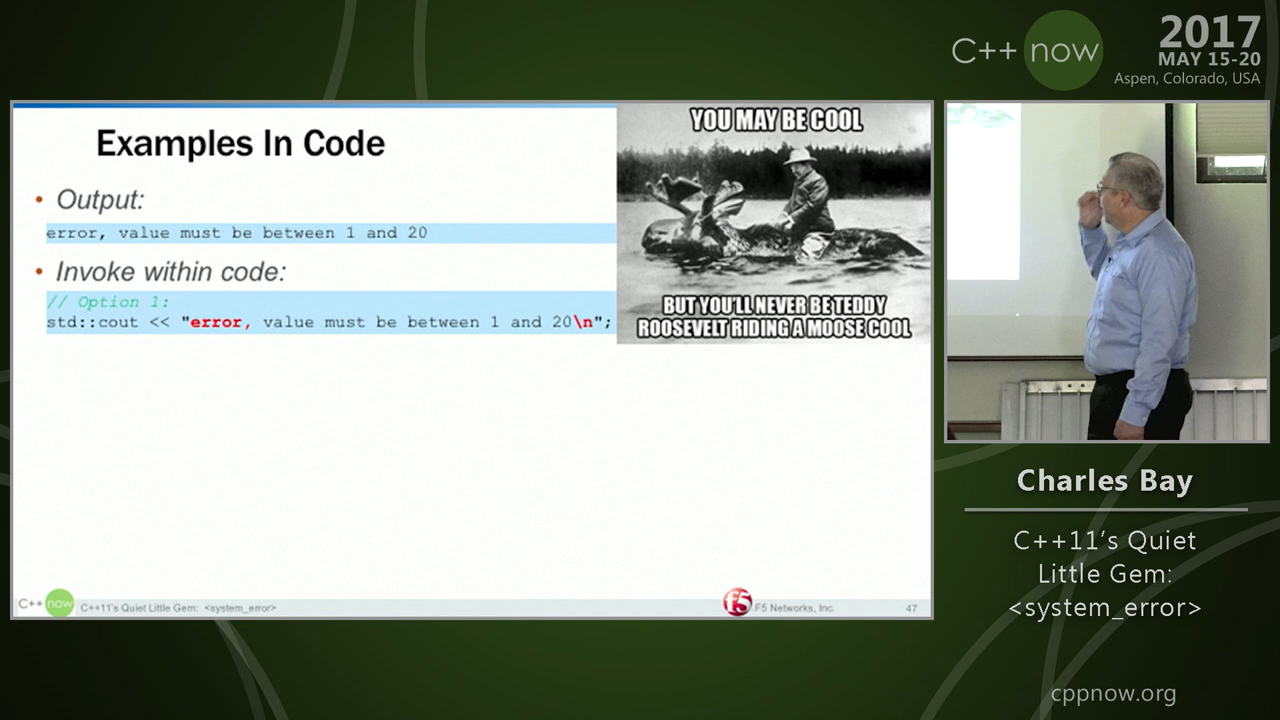 C++ now
2017
MAY 15-20
Aspen, Colorado, USA
Examples In Code
• Output:
error, value must be between 1 and 20
• Invoke within code:
// Option 1:
std::cout << "error, value must be between 1 and 20\n";
YOU MAY BE COOL
BUT YOU'LL NEVER BE TEDDY
ROOSEVELT RIDING A MOOSE COOL
C++ now
C++11's Quiet Little Gem: <system_error>
F5 F5 Networks, Inc.
47
Charles Bay
C++11's Quiet
Little Gem:
<system_error>
cppnow.org